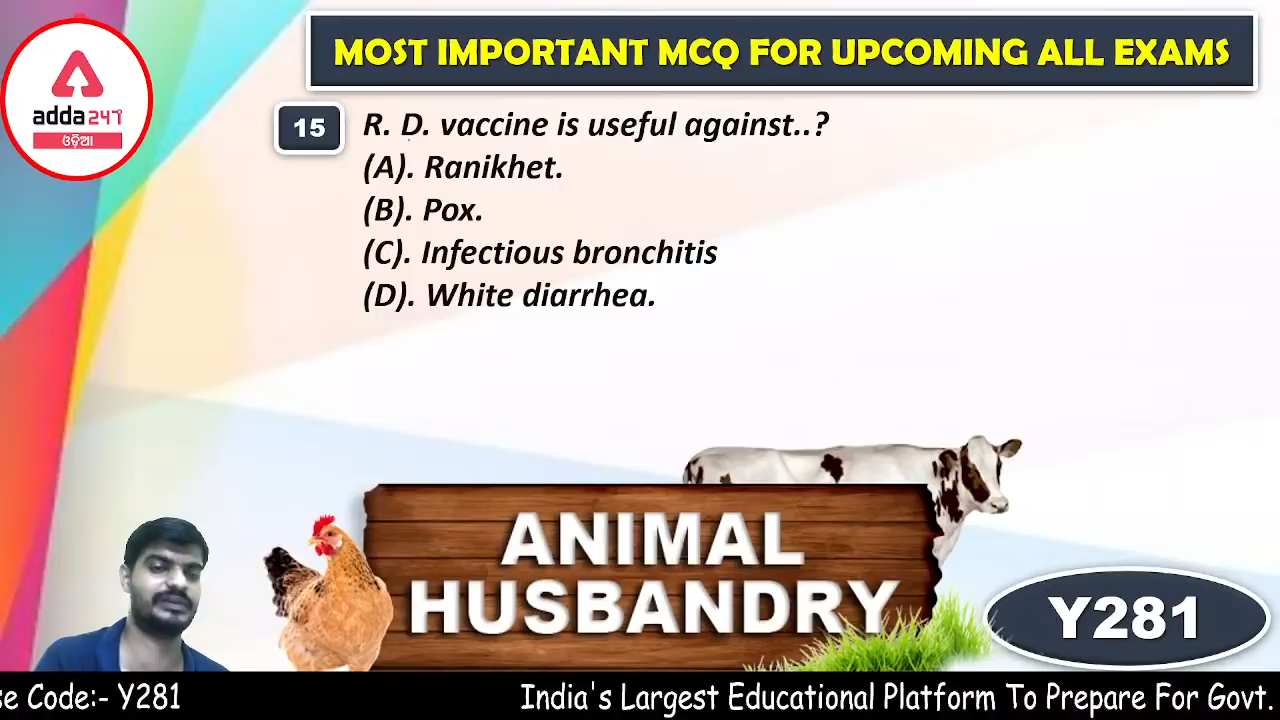 MOST IMPORTANT MCQ FOR UPCOMING ALL EXAMS
adda247
ଓଡ଼ିଆ
15
R. D. vaccine is useful against..?
(A). Ranikhet.
(B). Pox.
(C). Infectious bronchitis
(D). White diarrhea.
ANIMAL
HUSBANDRY
Y281
se Code:- Y281
India's Largest Educational Platform To Prepare For Govt.